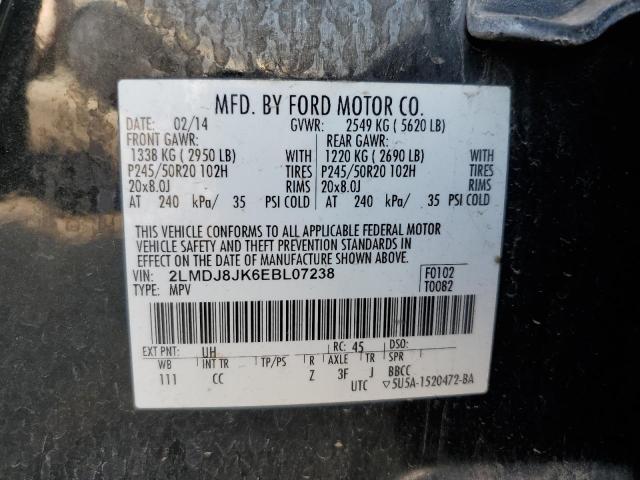 MFD. BY FORD MOTOR CO.
DATE: 02/14 GVWR: 2549 KG ( 5620 LB)
FRONT GAWR: REAR GAWR:
1338 KG ( 2950 LB) WITH 1220 KG ( 2690 LB) WITH
P245/50R20 102H TIRES P245/50R20 102H TIRES
20x8.0J RIMS 20x8.0J RIMS
AT 240 kPa/ 35 PSI COLD AT 240 kPa/ 35 PSI COLD
THIS VEHICLE CONFORMS TO ALL APPLICABLE FEDERAL MOTOR
VEHICLE SAFETY AND THEFT PREVENTION STANDARDS IN
EFFECT ON THE DATE OF MANUFACTURE SHOWN ABOVE.
VIN: 2LMDJ8JK6EBL07238 F0102
TYPE: MPV T0082
EXT PNT: UH RC: 45 DSO:
WB INT TR TP/PS R AXLE TR SPR
111 CC Z 3F J BBCC
UTC ▽5U5A-1520472-BA